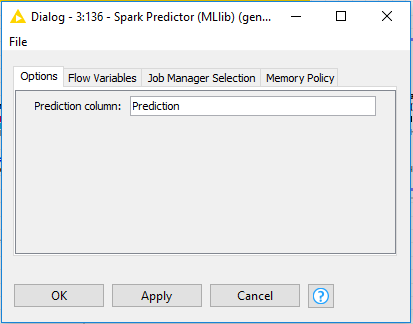 Dialog - 3:136 - Spark Predictor (MLlib) (gen...
File
Options Flow Variables Job Manager Selection Memory Policy
Prediction column: Prediction
OK Apply Cancel ?